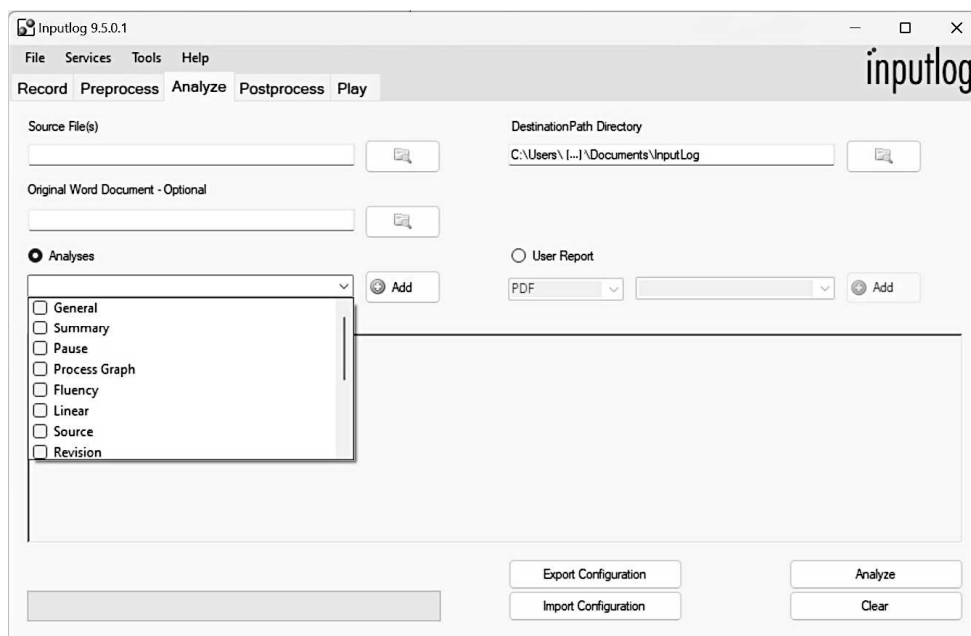 Inputlog 9.5.0.1
File Services Tools Help
inputlog
Record Preprocess Analyze Postprocess Play
Source File(s)
DestinationPath Directory
C:\Users\ [...] \Documents\InputLog
Original Word Document - Optional
Analyses
User Report
Add
PDF
Add
General
Summary
Pause
Process Graph
Fluency
Linear
Source
Revision
Export Configuration
Analyze
Import Configuration
Clear